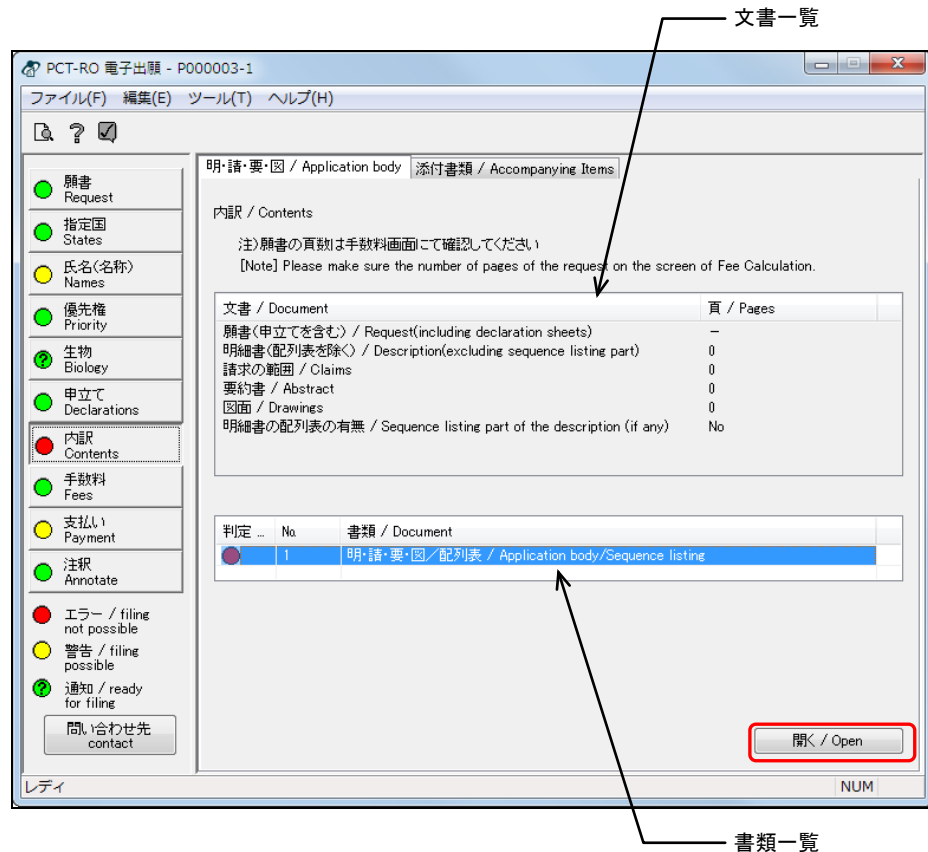 文書一覧
PCT-RO 電子出願 - P000003-1
ファイル(F) 編集(E) ツール(T) ヘルプ(H)
明・請・要・図 / Application body 添付書類 / Accompanying Items
願書
Request
指定国
States
氏名(名称)
Names
優先権
Priority
生物
Biology
申立て
Declarations
内訳
Contents
手数料
Fees
支払い
Payment
注釈
Annotate
エラー / filing
not possible
警告 / filing
possible
通知 / ready
for filing
問い合わせ先
contact
内訳 / Contents
注)願書の頁数は手数料画面にて確認してください
[Note] Please make sure the number of pages of the request on the screen of Fee Calculation.
文書 / Document 頁 / Pages
願書(申立てを含む) / Request(including declaration sheets) −
明細書(配列表を除く) / Description(excluding sequence listing part) 0
請求の範囲 / Claims 0
要約書 / Abstract 0
図面 / Drawings 0
明細書の配列表の有無 / Sequence listing part of the description (if any) No
判定 ... No. 書類 / Document
1 明・請・要・図/配列表 / Application body/Sequence listing
開く / Open
レディ NUM
書類一覧